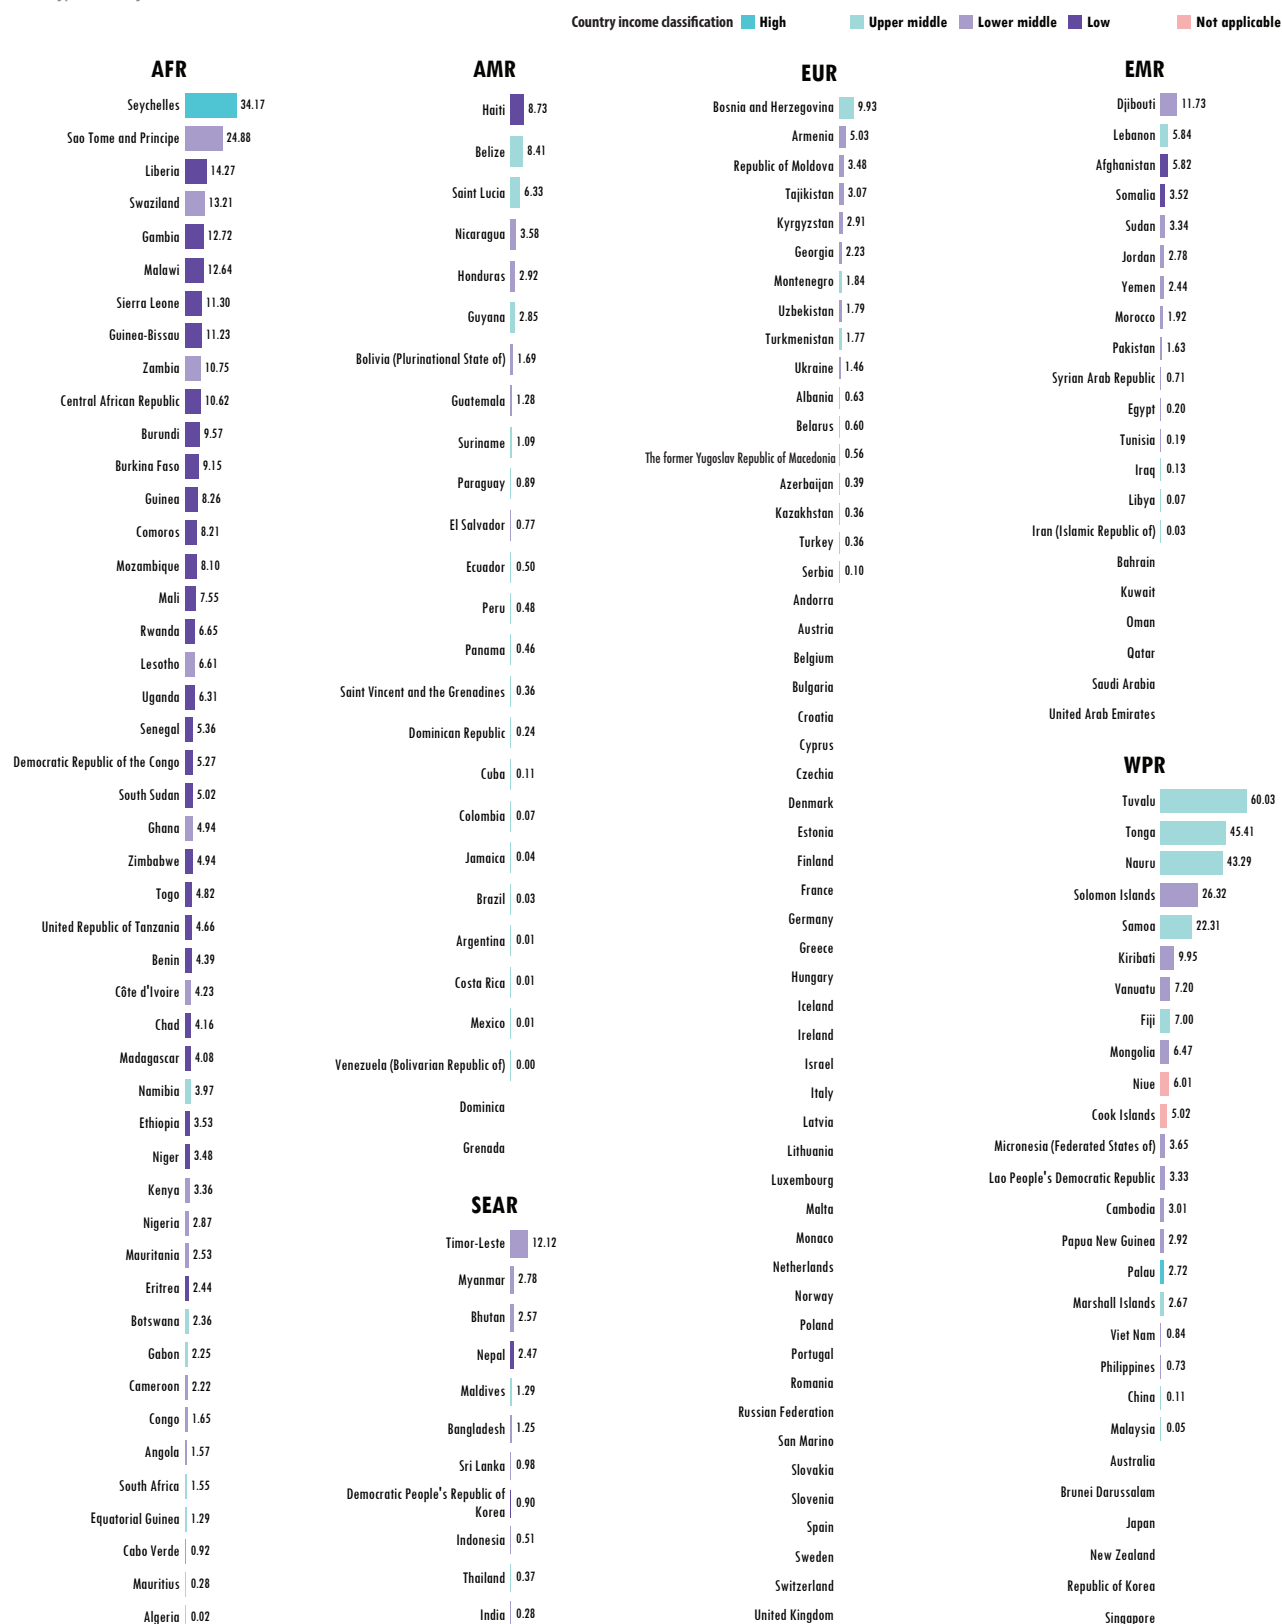 Country income classification High Upper middle Lower middle Low Not applicable
AFR
Seychelles 34.17
Sao Tome and Principe 24.88
Liberia 14.27
Swaziland 13.21
Gambia 12.72
Malawi 12.64
Sierra Leone 11.30
Guinea-Bissau 11.23
Zambia 10.75
Central African Republic 10.62
Burundi 9.57
Burkina Faso 9.15
Guinea 8.26
Comoros 8.21
Mozambique 8.10
Mali 7.55
Rwanda 6.65
Lesotho 6.61
Uganda 6.31
Senegal 5.36
Democratic Republic of the Congo 5.27
South Sudan 5.02
Ghana 4.94
Zimbabwe 4.94
Togo 4.82
United Republic of Tanzania 4.66
Benin 4.39
Côte d'Ivoire 4.23
Chad 4.16
Madagascar 4.08
Namibia 3.97
Ethiopia 3.53
Niger 3.48
Kenya 3.36
Nigeria 2.87
Mauritania 2.53
Eritrea 2.44
Botswana 2.36
Gabon 2.25
Cameroon 2.22
Congo 1.65
Angola 1.57
South Africa 1.55
Equatorial Guinea 1.29
Cabo Verde 0.92
Mauritius 0.28
Algeria 0.02
AMR
Haiti 8.73
Belize 8.41
Saint Lucia 6.33
Nicaragua 3.58
Honduras 2.92
Guyana 2.85
Bolivia (Plurinational State of) 1.69
Guatemala 1.28
Suriname 1.09
Paraguay 0.89
El Salvador 0.77
Ecuador 0.50
Peru 0.48
Panama 0.46
Saint Vincent and the Grenadines 0.36
Dominican Republic 0.24
Cuba 0.11
Colombia 0.07
Jamaica 0.04
Brazil 0.03
Argentina 0.01
Costa Rica 0.01
Mexico 0.01
Venezuela (Bolivarian Republic of) 0.00
Dominica
Grenada
SEAR
Timor-Leste 12.12
Myanmar 2.78
Bhutan 2.57
Nepal 2.47
Maldives 1.29
Bangladesh 1.25
Sri Lanka 0.98
Democratic People's Republic of
Korea 0.90
Indonesia 0.51
Thailand 0.37
India 0.28
EUR
Bosnia and Herzegovina 9.93
Armenia 5.03
Republic of Moldova 3.48
Tajikistan 3.07
Kyrgyzstan 2.91
Georgia 2.23
Montenegro 1.84
Uzbekistan 1.79
Turkmenistan 1.77
Ukraine 1.46
Albania 0.63
Belarus 0.60
The former Yugoslav Republic of Macedonia 0.56
Azerbaijan 0.39
Kazakhstan 0.36
Turkey 0.36
Serbia 0.10
Andorra
Austria
Belgium
Bulgaria
Croatia
Cyprus
Czechia
Denmark
Estonia
Finland
France
Germany
Greece
Hungary
Iceland
Ireland
Israel
Italy
Latvia
Lithuania
Luxembourg
Malta
Monaco
Netherlands
Norway
Poland
Portugal
Romania
Russian Federation
San Marino
Slovakia
Slovenia
Spain
Sweden
Switzerland
United Kingdom
EMR
Djibouti 11.73
Lebanon 5.84
Afghanistan 5.82
Somalia 3.52
Sudan 3.34
Jordan 2.78
Yemen 2.44
Morocco 1.92
Pakistan 1.63
Syrian Arab Republic 0.71
Egypt 0.20
Tunisia 0.19
Iraq 0.13
Libya 0.07
Iran (Islamic Republic of) 0.03
Bahrain
Kuwait
Oman
Qatar
Saudi Arabia
United Arab Emirates
WPR
Tuvalu 60.03
Tonga 45.41
Nauru 43.29
Solomon Islands 26.32
Samoa 22.31
Kiribati 9.95
Vanuatu 7.20
Fiji 7.00
Mongolia 6.47
Niue 6.01
Cook Islands 5.02
Micronesia (Federated States of) 3.65
Lao People's Democratic Republic 3.33
Cambodia 3.01
Papua New Guinea 2.92
Palau 2.72
Marshall Islands 2.67
Viet Nam 0.84
Philippines 0.73
China 0.11
Malaysia 0.05
Australia
Brunei Darussalam
Japan
New Zealand
Republic of Korea
Singapore